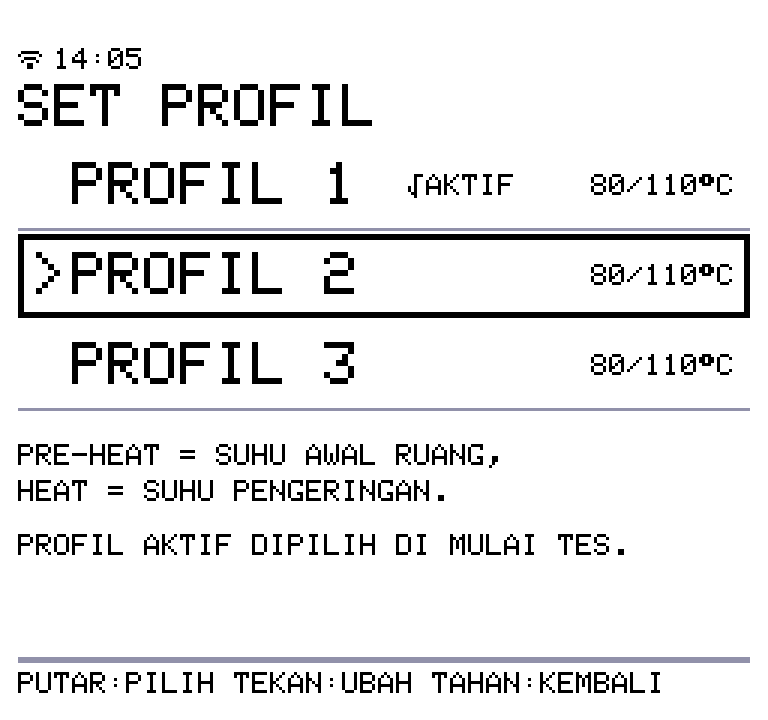 14:05
SET PROFIL
PROFIL 1 √AKTIF 80/110°C
>PROFIL 2 80/110°C
PROFIL 3 80/110°C
PRE-HEAT = SUHU AWAL RUANG,
HEAT = SUHU PENGERINGAN.
PROFIL AKTIF DIPILIH DI MULAI TES.
PUTAR:PILIH TEKAN:UBAH TAHAN:KEMBALI